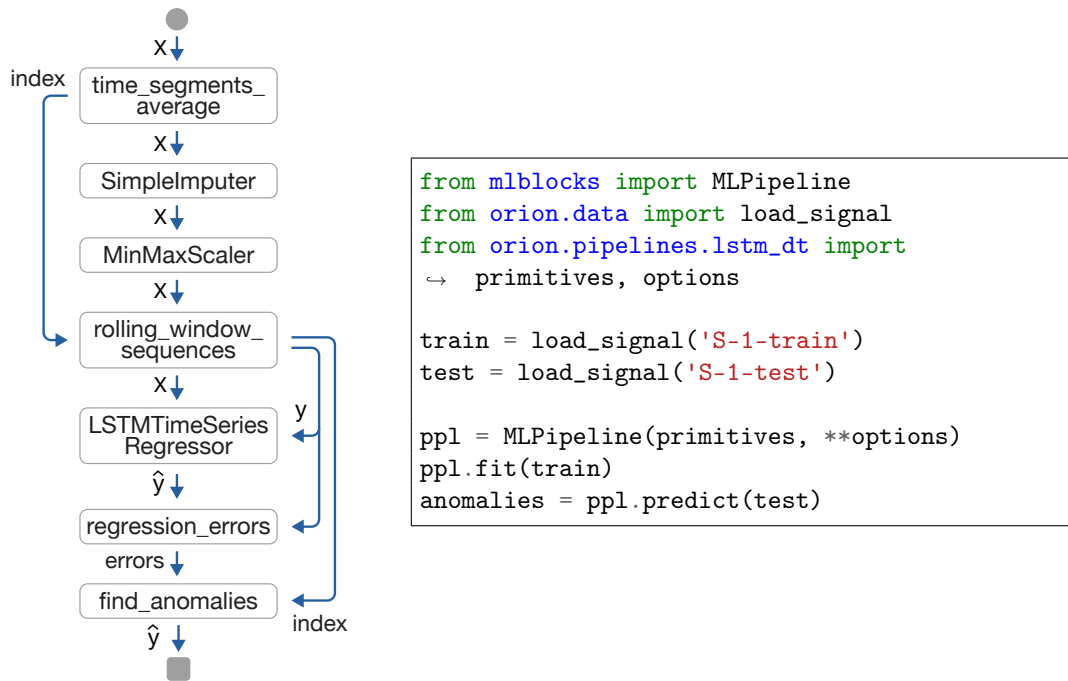 X
index
time_segments_
average
X
SimpleImputer
X
MinMaxScaler
X
rolling_window_
sequences
X
y
LSTMTimeSeries
Regressor
ŷ
regression_errors
errors
find_anomalies
index
ŷ
from mlblocks import MLPipeline
from orion.data import load_signal
from orion.pipelines.lstm_dt import
↪ primitives, options
train = load_signal('S-1-train')
test = load_signal('S-1-test')
ppl = MLPipeline(primitives, **options)
ppl.fit(train)
anomalies = ppl.predict(test)